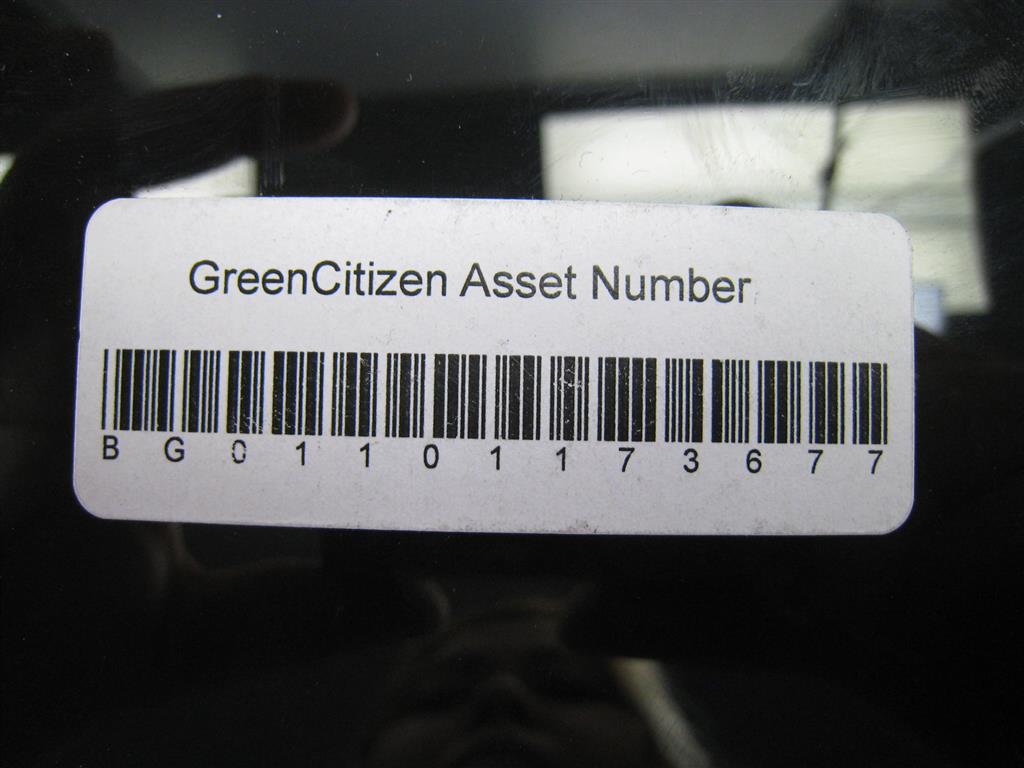 GreenCitizen Asset Number
B G 0 1 1 0 1 1 7 3 6 7 7